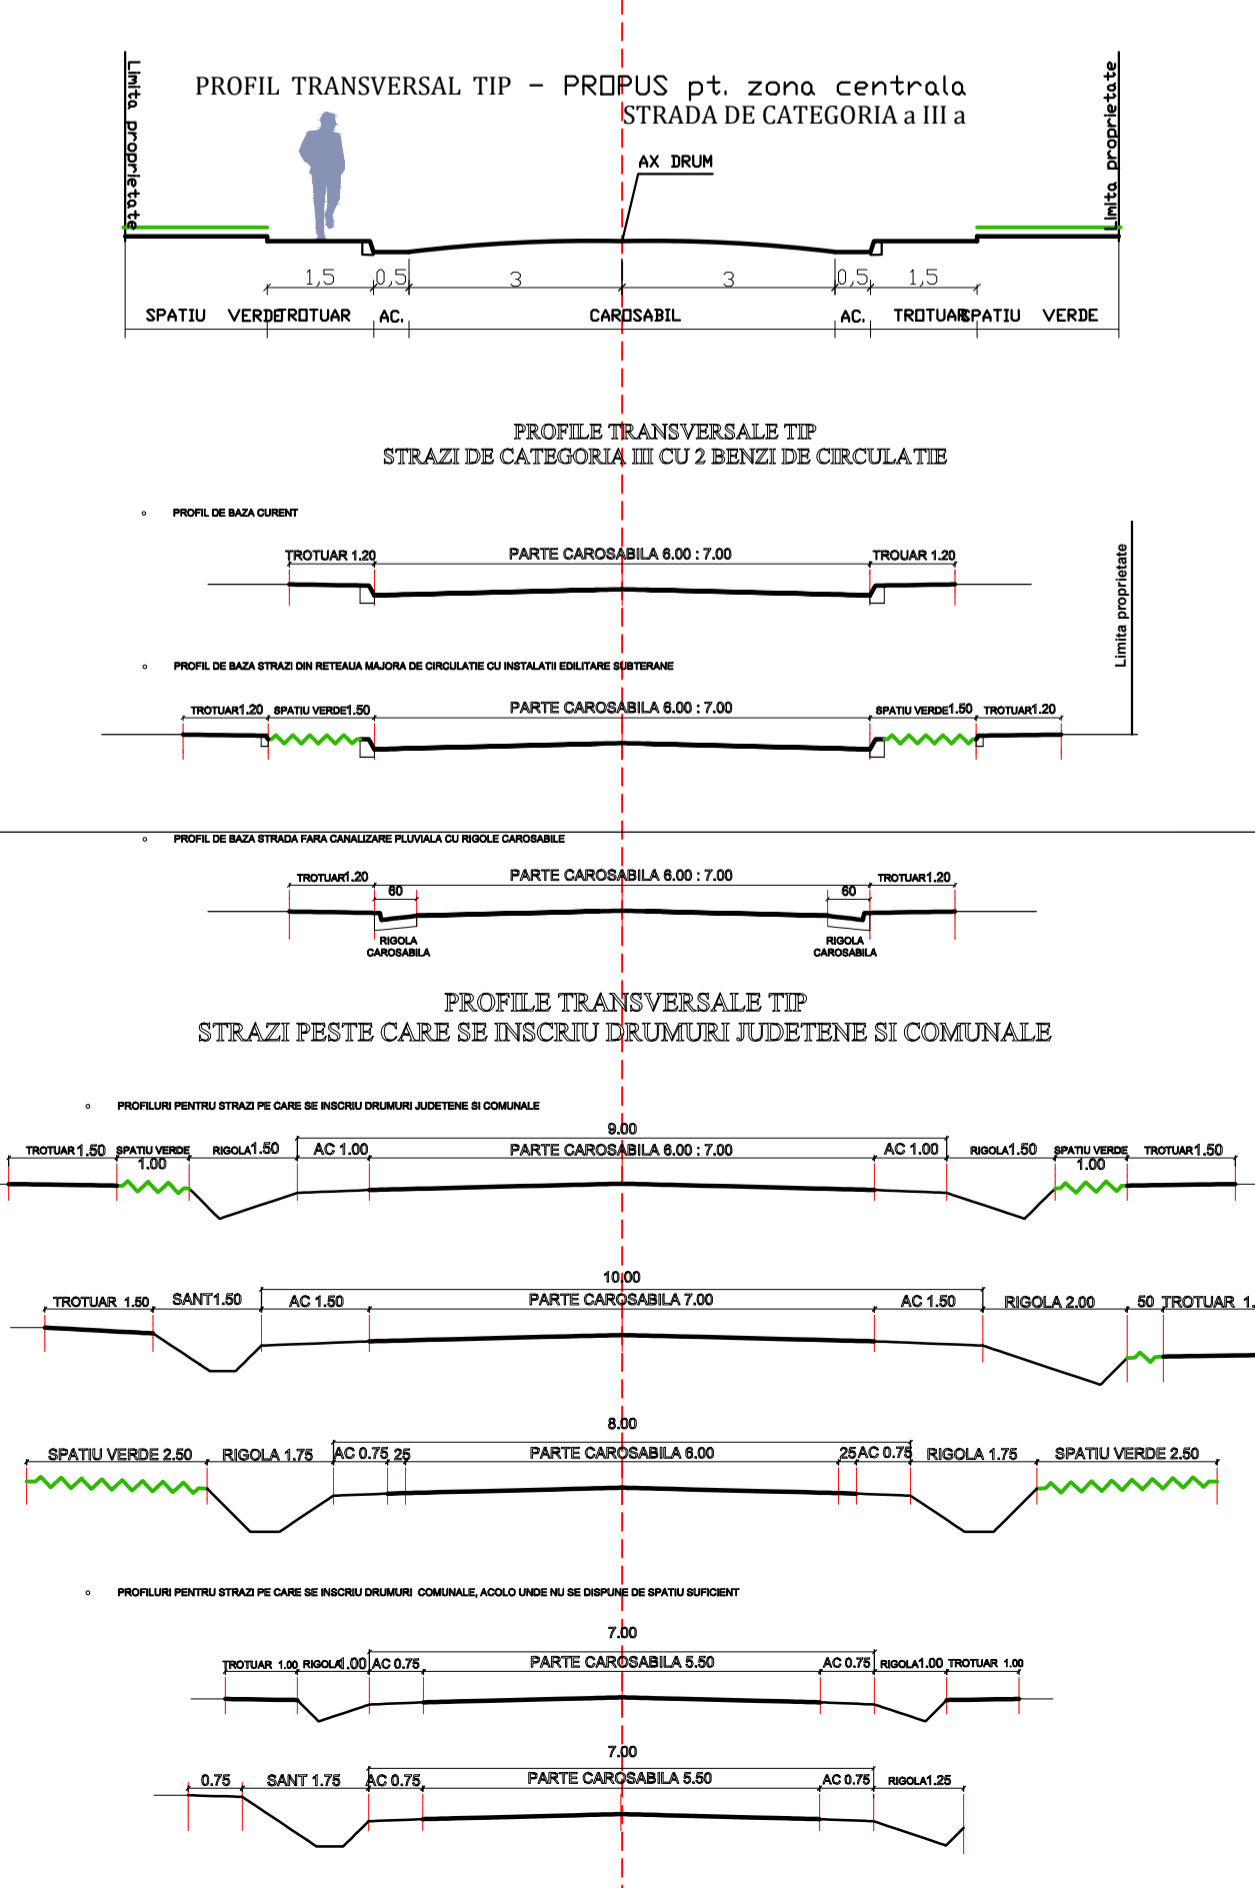 Limita proprietate
PROFIL TRANSVERSAL TIP - PROPUS pt. zona centrala
STRADA DE CATEGORIA a III a
Limita proprietate
AX DRUM
1,5 0,5 3 3 0,5 1,5
SPATIU VERDE TROTUAR AC. CAROSABIL AC. TROTUAR SPATIU VERDE
PROFILE TRANSVERSALE TIP
STRAZI DE CATEGORIA III CU 2 BENZI DE CIRCULATIE
PROFIL DE BAZA CURENT
TROTUAR 1.20 PARTE CAROSABILA 6.00 : 7.00 TROUAR 1.20
Limita proprietate
PROFIL DE BAZA STRAZI DIN RETEAUA MAJORA DE CIRCULATIE CU INSTALATII EDILITARE SUBTERANE
TROTUAR1.20 SPATIU VERDE1.50 PARTE CAROSABILA 6.00 : 7.00 SPATIU VERDE1.50 TROTUAR1.20
PROFIL DE BAZA STRADA FARA CANALIZARE PLUVIALA CU RIGOLE CAROSABILE
TROTUAR1.20 PARTE CAROSABILA 6.00 : 7.00 TROTUAR1.20
60 60
RIGOLA RIGOLA
CAROSABILA CAROSABILA
PROFILE TRANSVERSALE TIP
STRAZI PESTE CARE SE INSCRIU DRUMURI JUDETENE SI COMUNALE
PROFILURI PENTRU STRAZI PE CARE SE INSCRIU DRUMURI JUDETENE SI COMUNALE
9.00
TROTUAR 1.50 SPATIU VERDE RIGOLA1.50 AC 1.00 PARTE CAROSABILA 6.00 : 7.00 AC 1.00 RIGOLA1.50 SPATIU VERDE TROTUAR1.50
1.00 1.00
10.00
TROTUAR 1.50 SANT1.50 AC 1.50 PARTE CAROSABILA 7.00 AC 1.50 RIGOLA 2.00 50 TROTUAR 1.
8.00
SPATIU VERDE 2.50 RIGOLA 1.75 AC 0.75 25 PARTE CAROSABILA 6.00 25 AC 0.75 RIGOLA 1.75 SPATIU VERDE 2.50
PROFILURI PENTRU STRAZI PE CARE SE INSCRIU DRUMURI COMUNALE, ACOLO UNDE NU SE DISPUNE DE SPATIU SUFICIENT
7.00
TROTUAR 1.00 RIGOLA1.00 AC 0.75 PARTE CAROSABILA 5.50 AC 0.75 RIGOLA1.00 TROTUAR 1.00
7.00
0.75 SANT 1.75 AC 0.75 PARTE CAROSABILA 5.50 AC 0.75 RIGOLA1.25